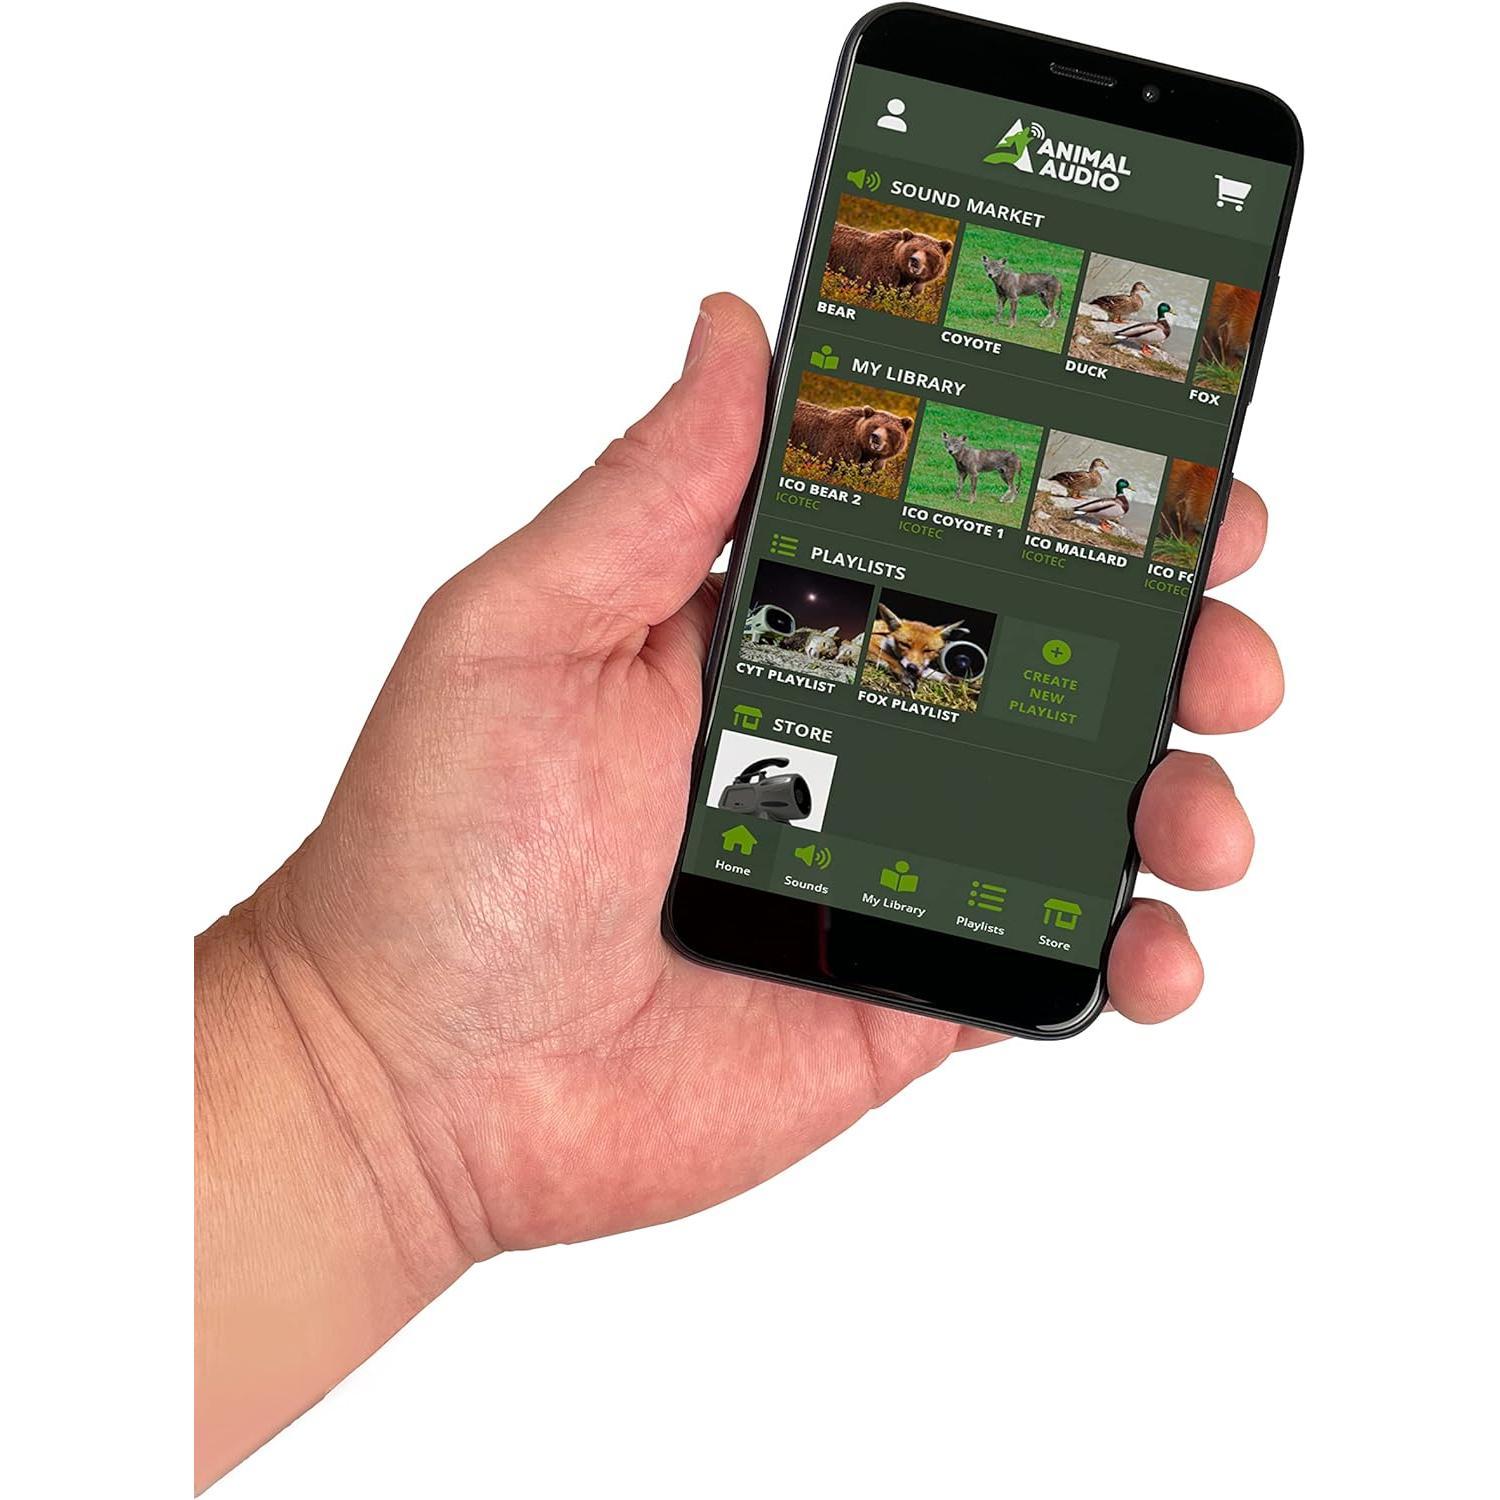 ANIMAL
AUDIO
SOUND MARKET
BEAR
COYOTE
DUCK
FOX
MY LIBRARY
ICO BEAR 2
ICOTEC
ICO COYOTE 1
ICOTEC
ICO MALLARD
ICOTEC
ICO FO
ICOTEC
PLAYLISTS
CYT PLAYLIST
FOX PLAYLIST
CREATE
NEW
PLAYLIST
STORE
Home
Sounds
My Library
Playlists
Store